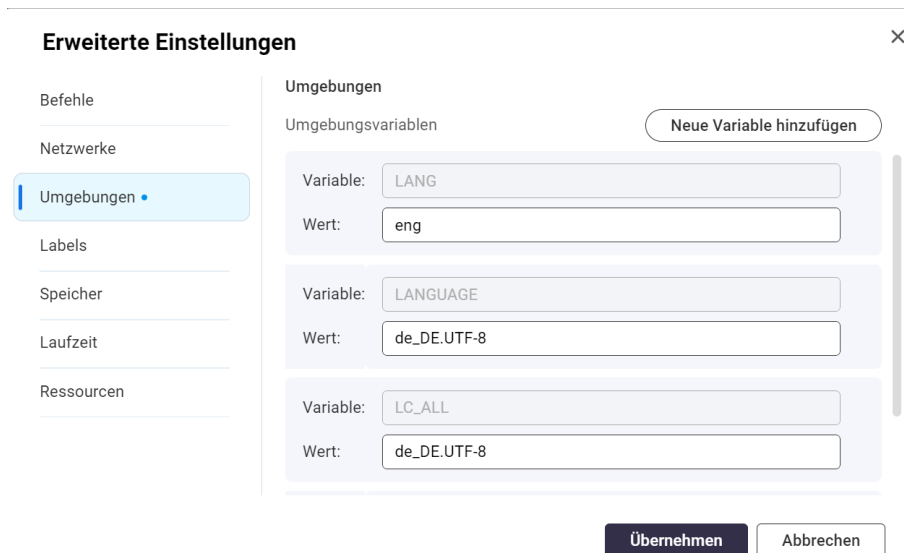 Erweiterte Einstellungen
Befehle
Netzwerke
Umgebungen
Labels
Speicher
Laufzeit
Ressourcen
Umgebungen
Umgebungsvariablen
Neue Variable hinzufügen
Variable: LANG
Wert: eng
Variable: LANGUAGE
Wert: de_DE.UTF-8
Variable: LC_ALL
Wert: de_DE.UTF-8
Übernehmen
Abbrechen